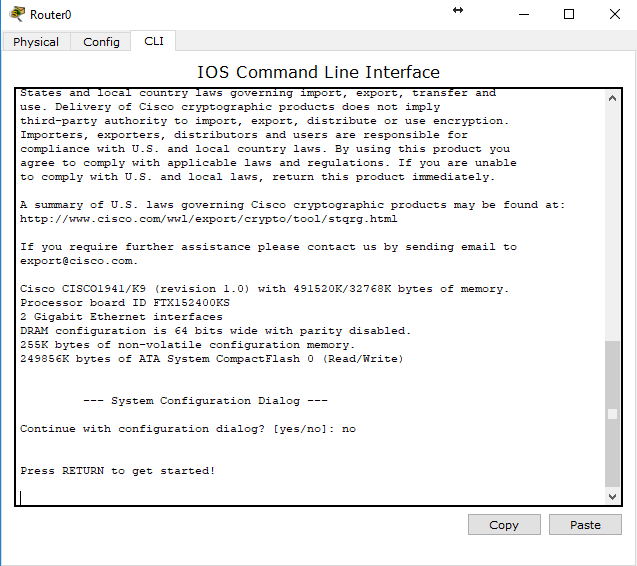 Router0
Physical Config CLI
IOS Command Line Interface
States and local country laws governing import, export, transfer and
use. Delivery of Cisco cryptographic products does not imply
third-party authority to import, export, distribute or use encryption.
Importers, exporters, distributors and users are responsible for
compliance with U.S. and local country laws. By using this product you
agree to comply with applicable laws and regulations. If you are unable
to comply with U.S. and local laws, return this product immediately.
A summary of U.S. laws governing Cisco cryptographic products may be found at:
http://www.cisco.com/wwl/export/crypto/tool/stqrg.html
If you require further assistance please contact us by sending email to
export@cisco.com.
Cisco CISCO1941/K9 (revision 1.0) with 491520K/32768K bytes of memory.
Processor board ID FTX152400KS
2 Gigabit Ethernet interfaces
DRAM configuration is 64 bits wide with parity disabled.
255K bytes of non-volatile configuration memory.
249856K bytes of ATA System CompactFlash 0 (Read/Write)
--- System Configuration Dialog ---
Continue with configuration dialog? [yes/no]: no
Press RETURN to get started!
Copy Paste